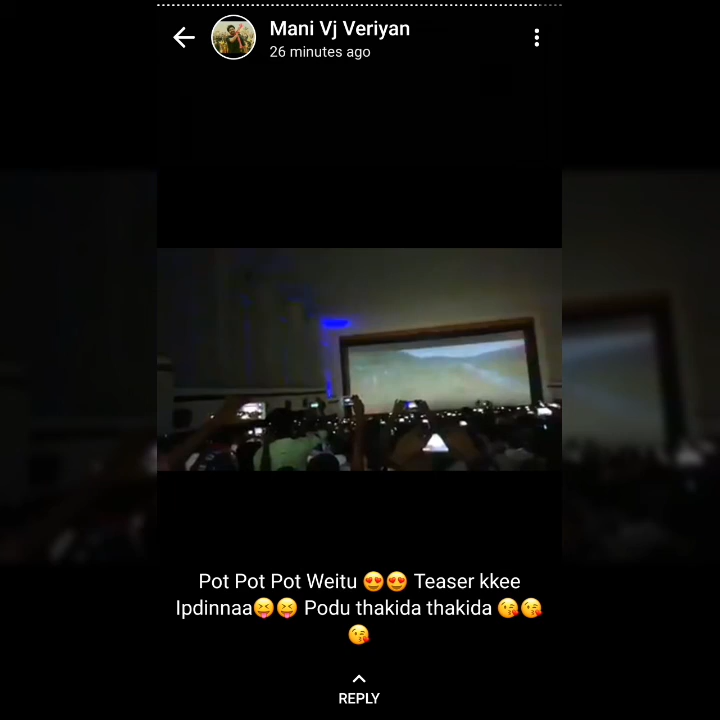 Mani Vj Veriyan
26 minutes ago
Pot Pot Pot Weitu 😍😍 Teaser kkee
Ipdinnaa😝😝 Podu thakida thakida 😘😘
😘
REPLY